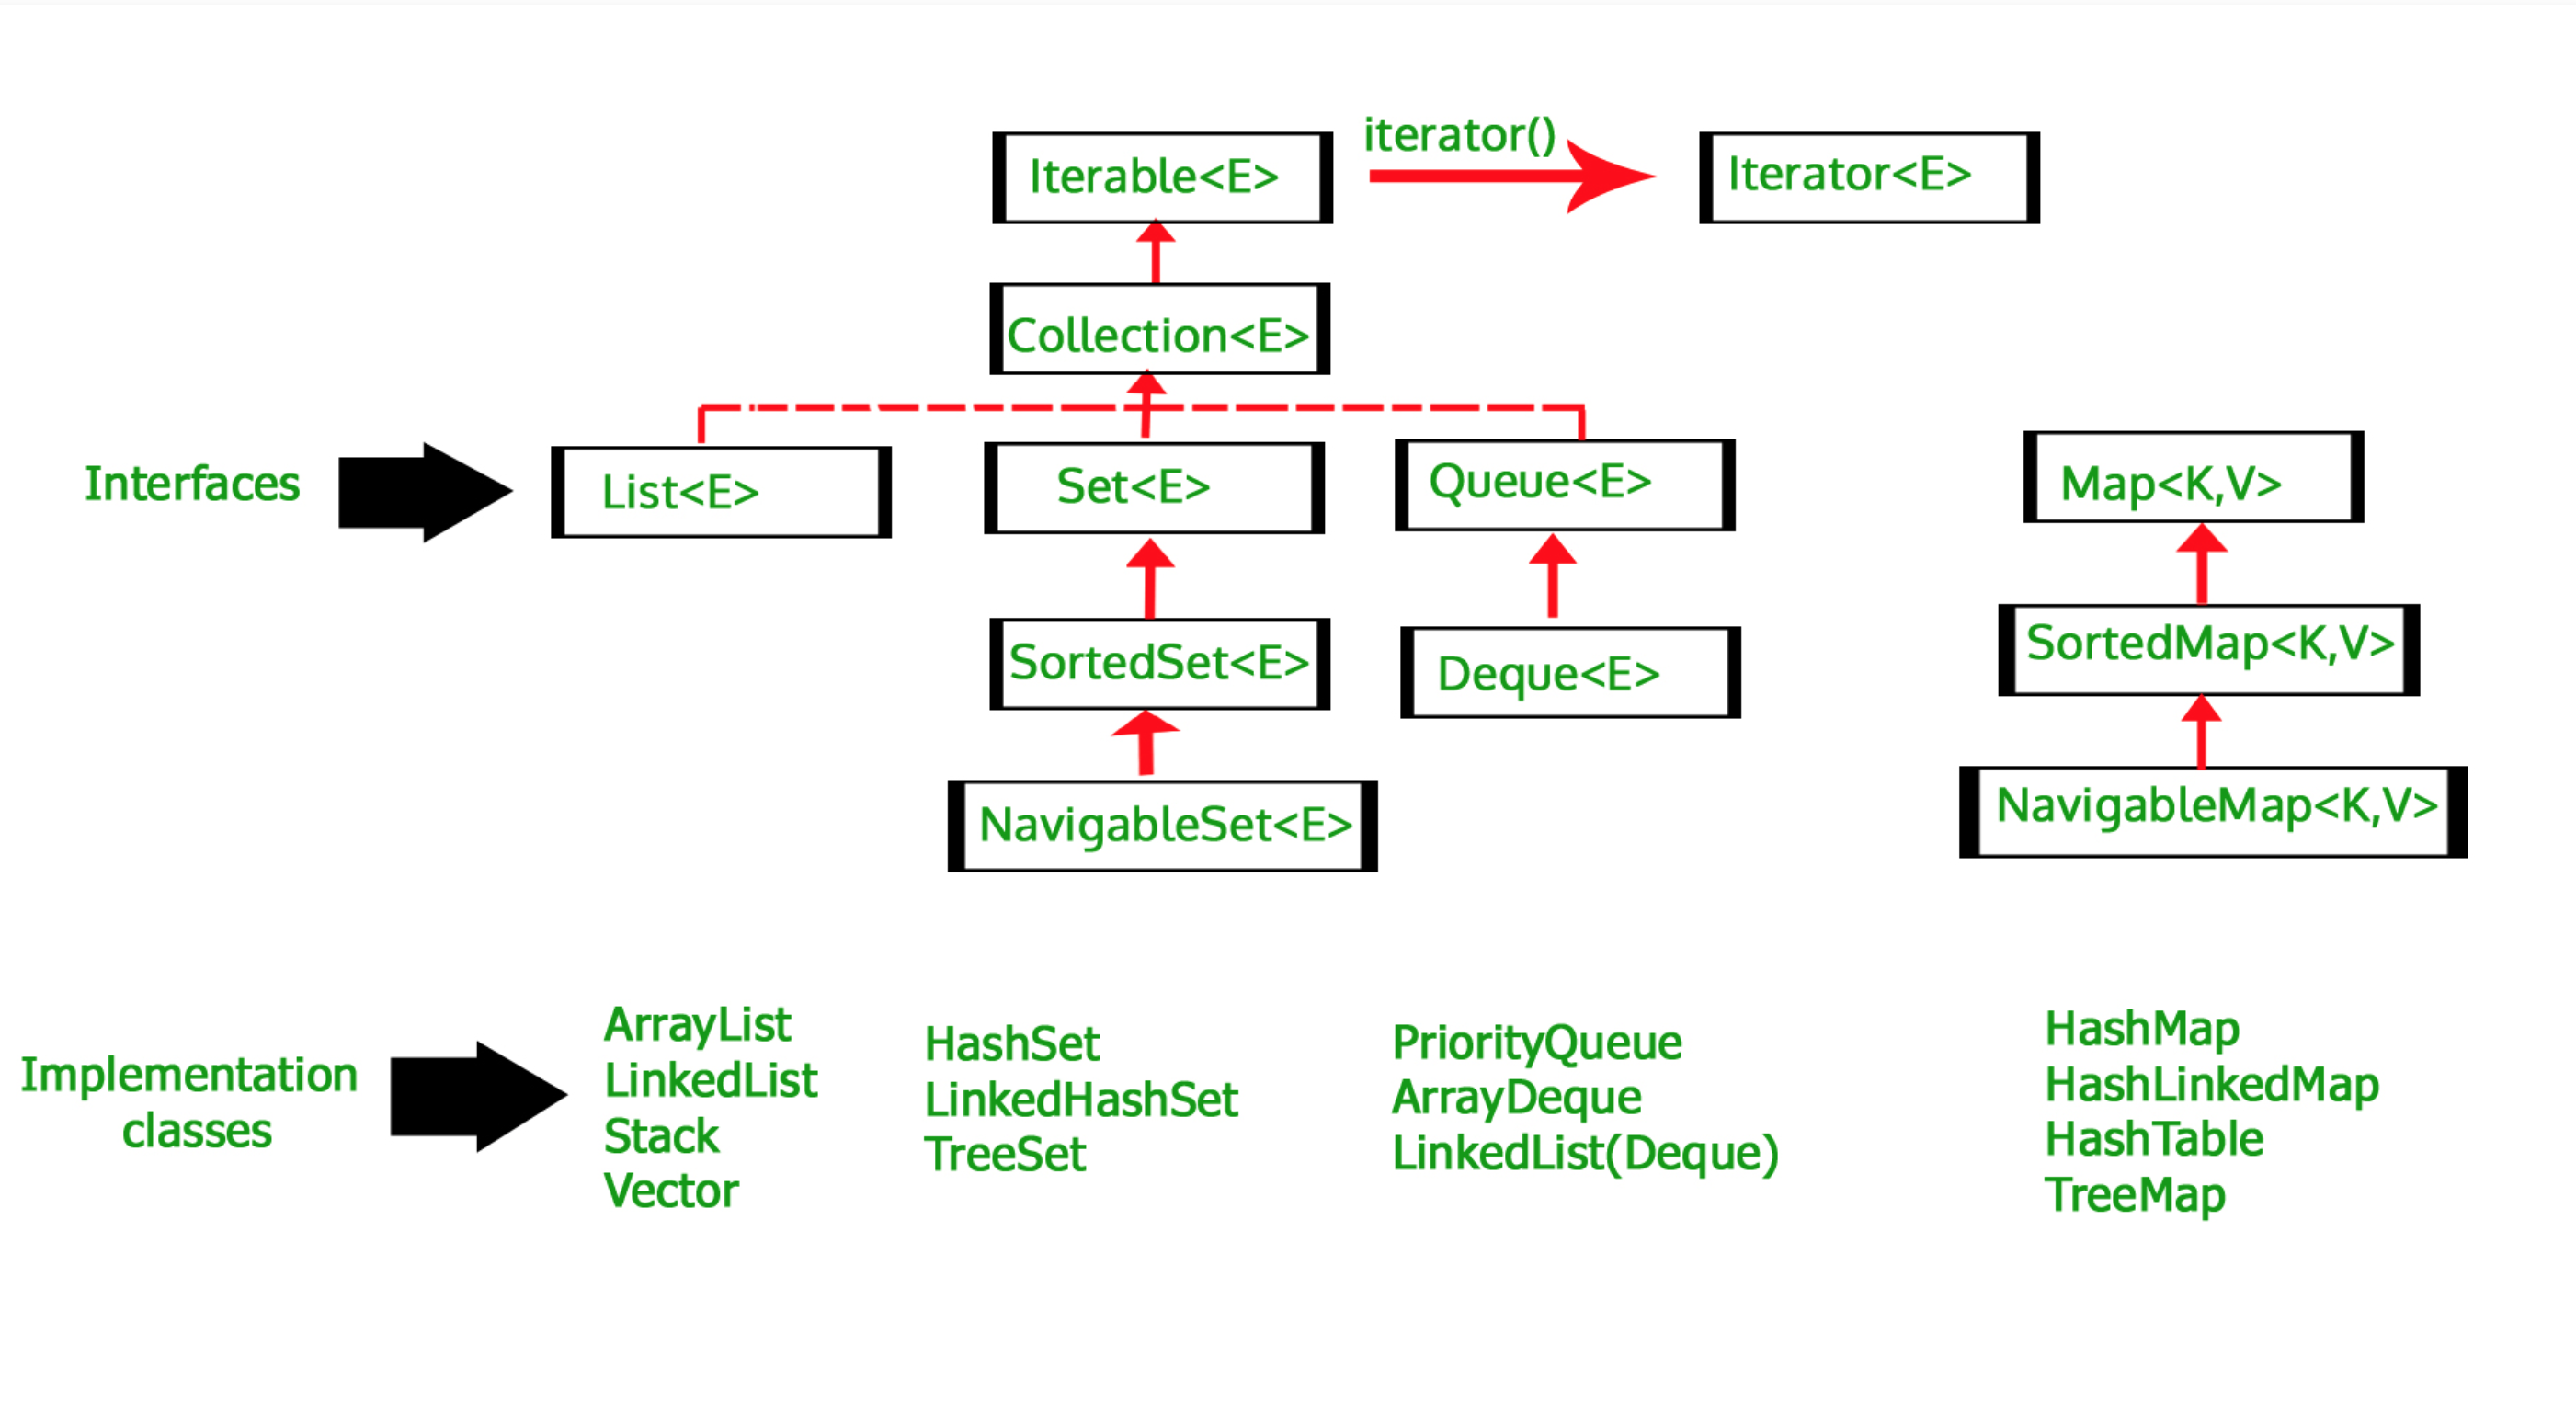 iterator()
Iterable<E>
Iterator<E>
Collection<E>
Interfaces
List<E>
Set<E>
Queue<E>
Map<K,V>
SortedSet<E>
Deque<E>
SortedMap<K,V>
NavigableSet<E>
NavigableMap<K,V>
Implementation
classes
ArrayList
LinkedList
Stack
Vector
HashSet
LinkedHashSet
TreeSet
PriorityQueue
ArrayDeque
LinkedList(Deque)
HashMap
HashLinkedMap
HashTable
TreeMap